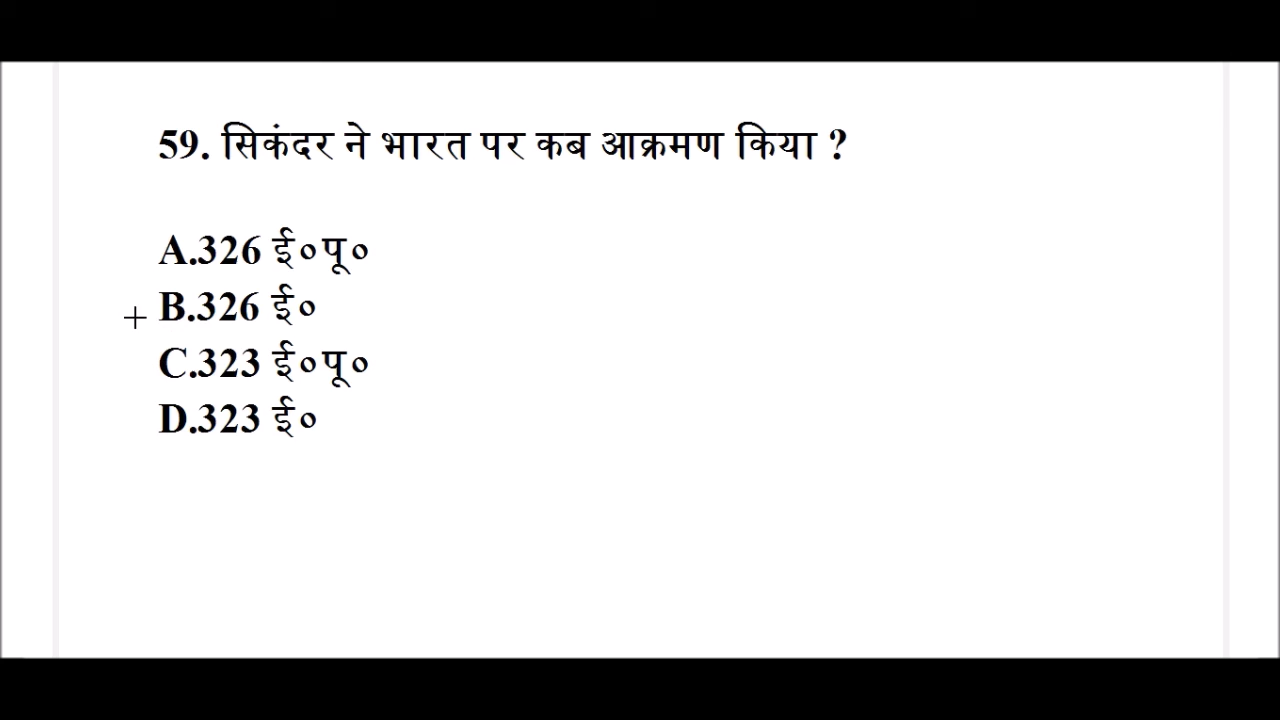 59. सिकंदर ने भारत पर कब आक्रमण किया ?
A.326 ई०पू०
B.326 ई०
C.323 ई०पू०
D.323 ई०